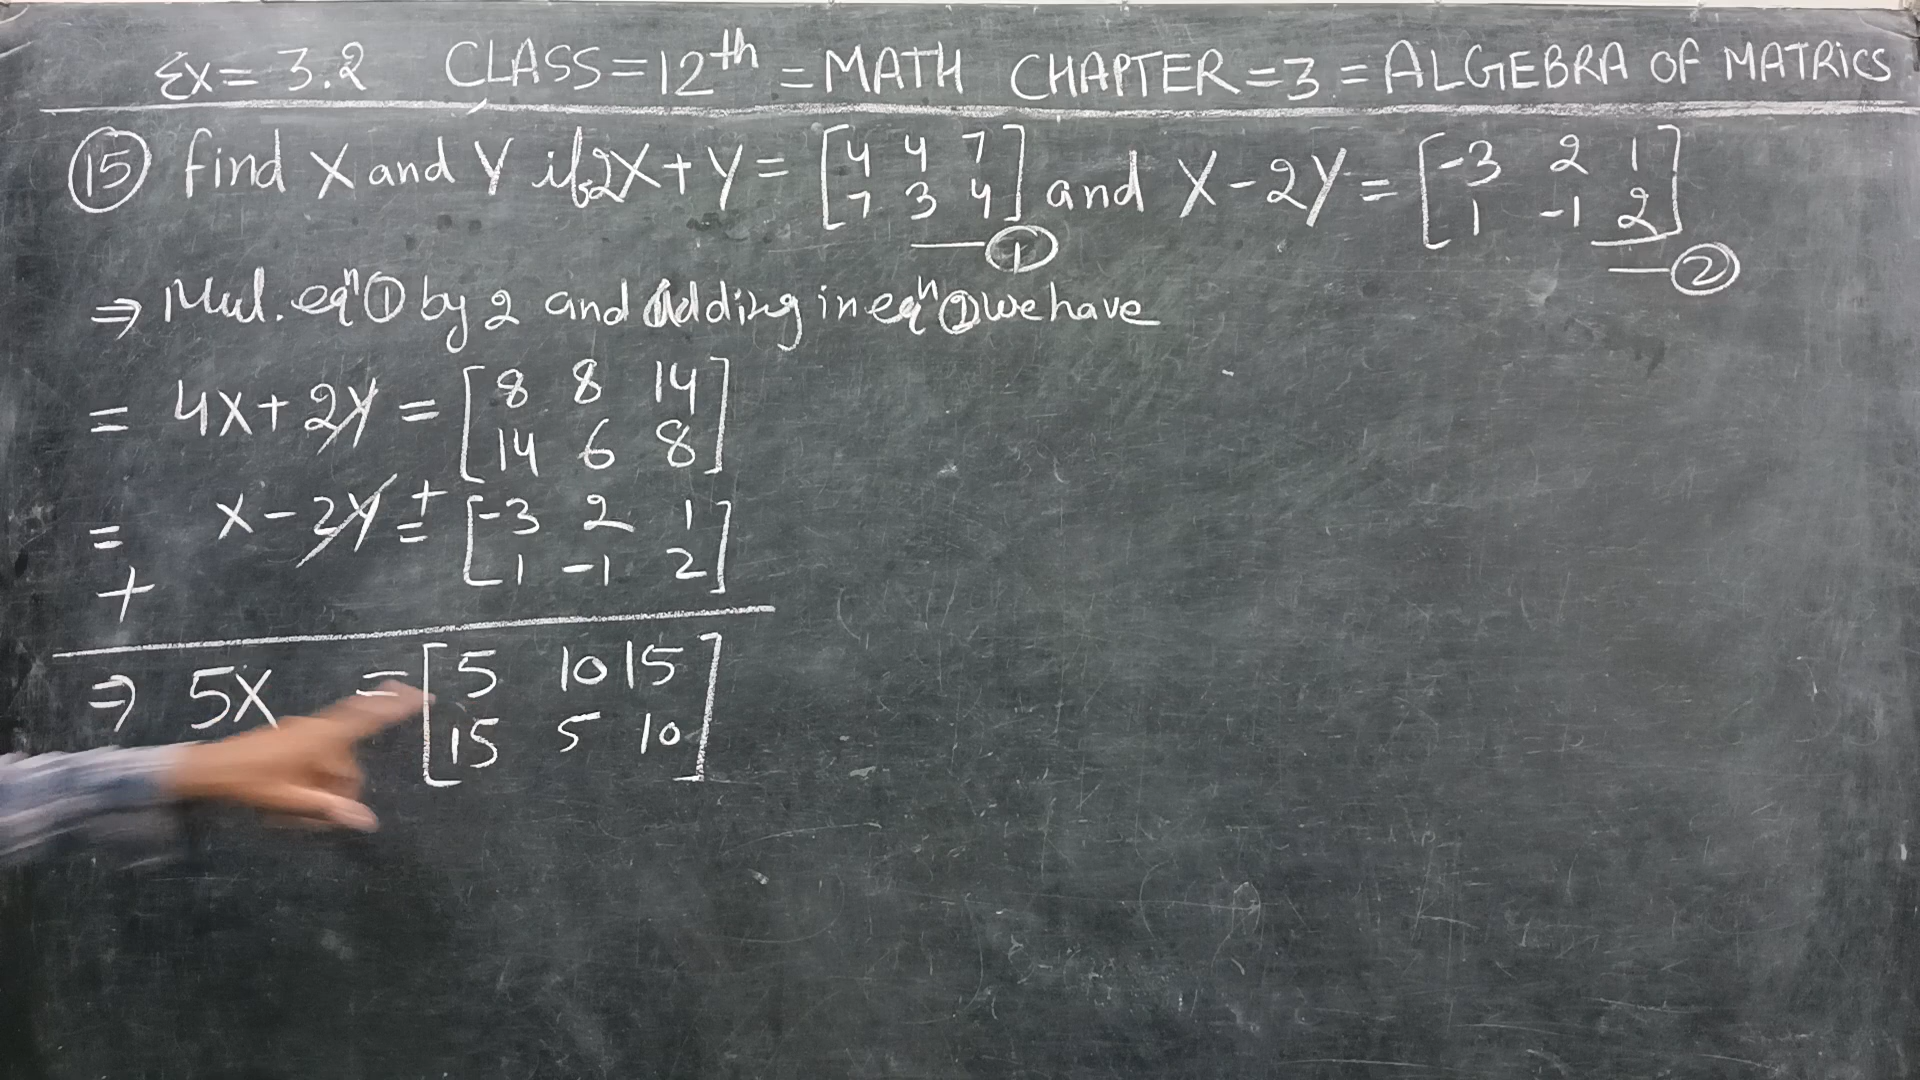 Ex = 3.2 CLASS = 12th = MATH CHAPTER = 3 = ALGEBRA OF MATRICS
15 find X and Y if 2X + Y = [4 4 7 and X - 2Y = [-3 2 1
7 3 4] 1 -1 2]
— 1 — 2
⇒ Mul. eqn 1 by 2 and Adding in eqn 2 we have
= 4X + 2Y = [8 8 14
14 6 8]
= X - 2Y ± [-3 2 1
+ 1 -1 2]
⇒ 5X = [5 10 15
15 5 10]